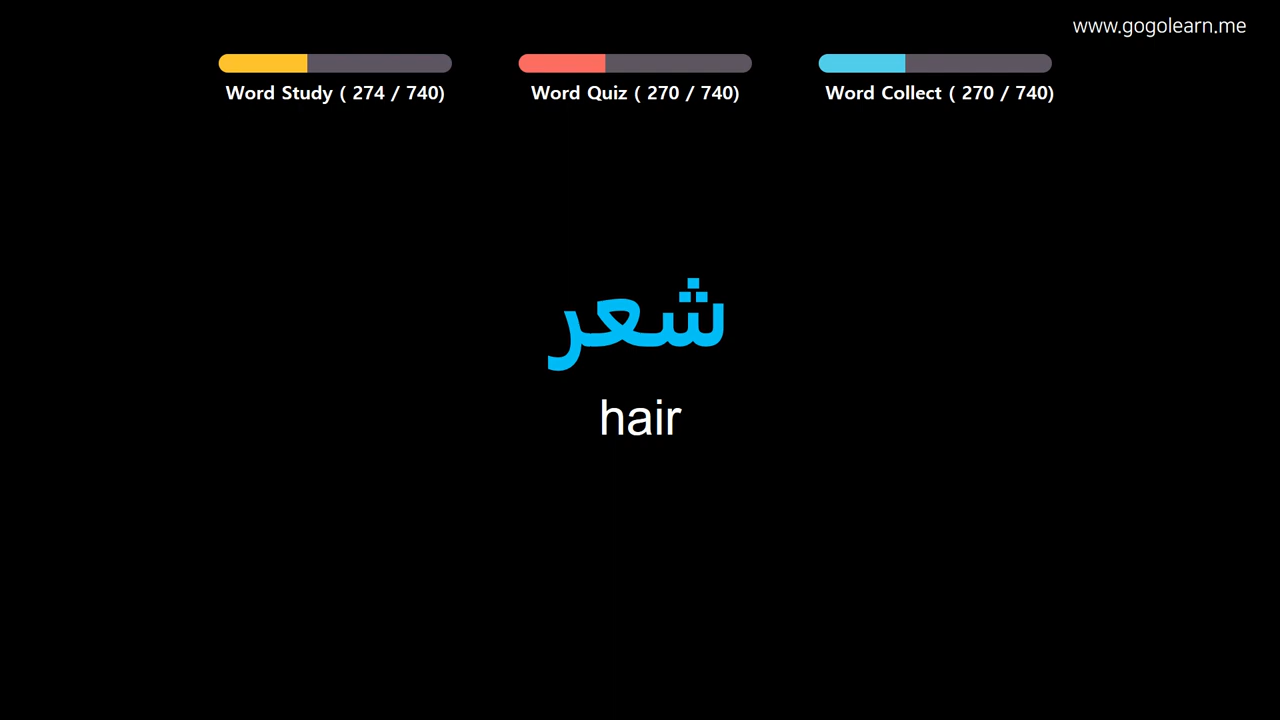 www.gogolearn.me
Word Study ( 274 / 740)
Word Quiz ( 270 / 740)
Word Collect ( 270 / 740)
شعر
hair